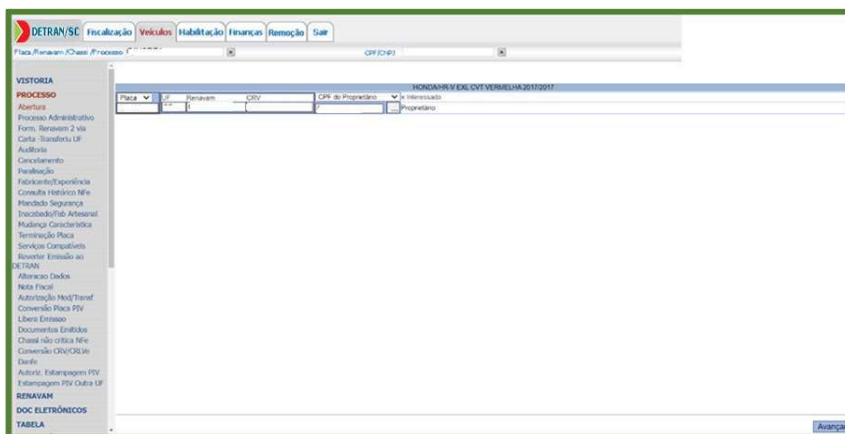 DETRAN/SC Fiscalização Veículos Habilitação Finanças Remoção Sair
Placa /Renavam /Chassi /Processo CPF/CNPJ
VISTORIA
HONDA/HR-V EXL CVT VERMELHA 2017/2017
PROCESSO
Placa UF Renavam CRV CPF do Proprietário x Interessado
Abertura
... Proprietário
Processo Administrativo
Form. Renavam 2 via
Carta -Transferiu UF
Auditoria
Cancelamento
Paralisação
Fabricante/Experiência
Consulta Histórico NFe
Mandado Segurança
Inacabado/Fab Artesanal
Mudança Característica
Terminação Placa
Serviços Compatíveis
Reverter Emissão ao
DETRAN
Alteracao Dados
Nota Fiscal
Autorização Mod/Transf
Conversão Placa PIV
Libera Emissao
Documentos Emitidos
Chassi não critica NFe
Conversão CRV/CRLVe
Danfe
Autoriz. Estampagem PIV
Estampagem PIV Outra UF
RENAVAM
DOC ELETRÔNICOS
TABELA
Avançar